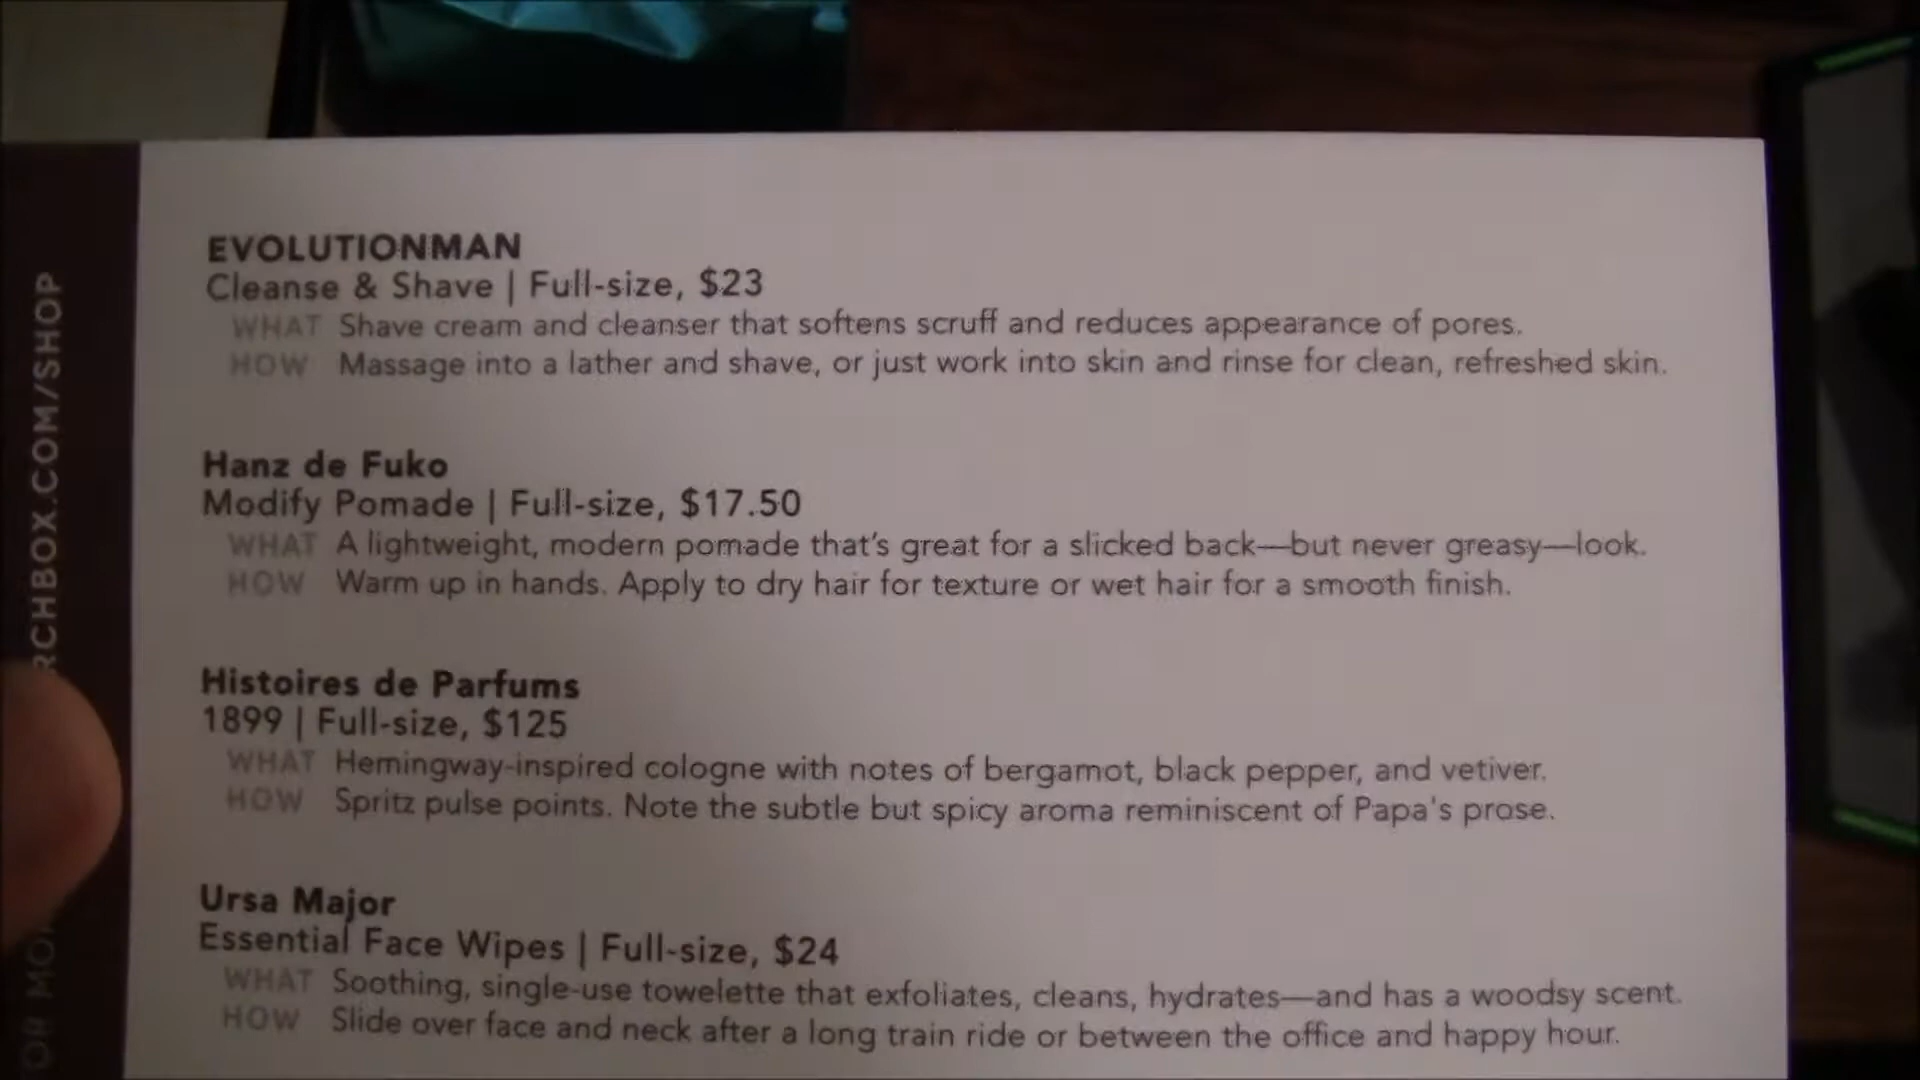 EVOLUTIONMAN
Cleanse & Shave | Full-size, $23
WHAT Shave cream and cleanser that softens scruff and reduces appearance of pores.
HOW Massage into a lather and shave, or just work into skin and rinse for clean, refreshed skin.
Hanz de Fuko
Modify Pomade | Full-size, $17.50
WHAT A lightweight, modern pomade that's great for a slicked back—but never greasy—look.
HOW Warm up in hands. Apply to dry hair for texture or wet hair for a smooth finish.
Histoires de Parfums
1899 | Full-size, $125
WHAT Hemingway-inspired cologne with notes of bergamot, black pepper, and vetiver.
HOW Spritz pulse points. Note the subtle but spicy aroma reminiscent of Papa's prose.
Ursa Major
Essential Face Wipes | Full-size, $24
WHAT Soothing, single-use towelette that exfoliates, cleans, hydrates—and has a woodsy scent.
HOW Slide over face and neck after a long train ride or between the office and happy hour.
RCHBOX.COM/SHOP